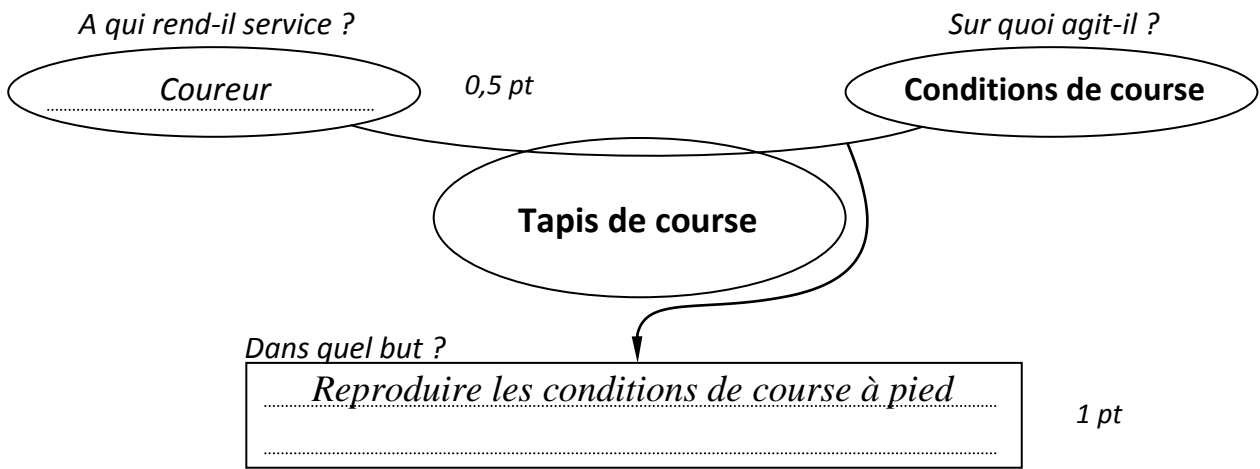 A qui rend-il service ?
Sur quoi agit-il ?
Coureur
0,5 pt
Conditions de course
Tapis de course
Dans quel but ?
Reproduire les conditions de course à pied
1 pt